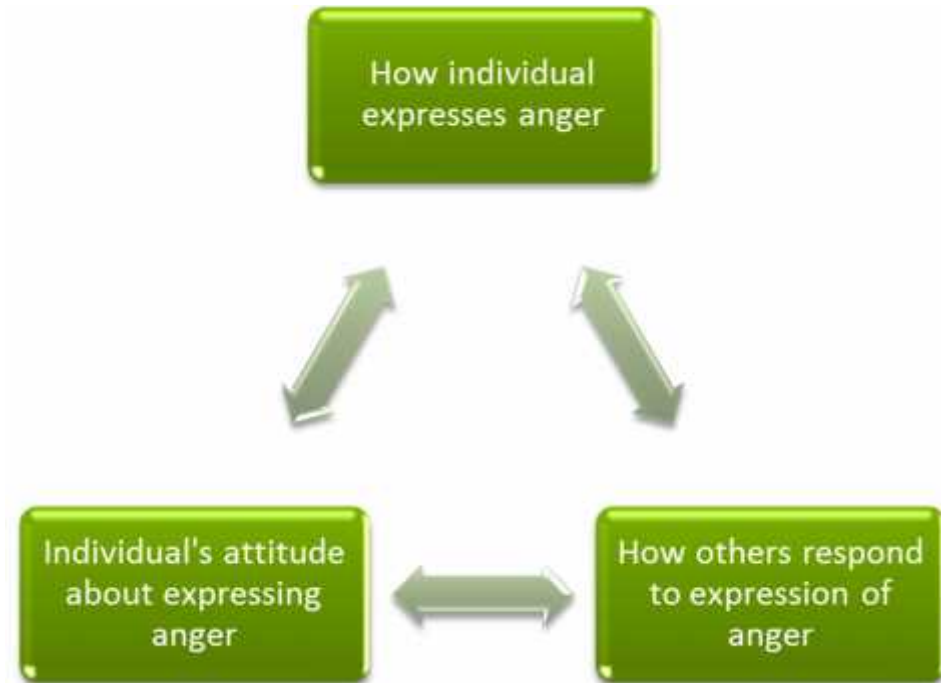 How individual
expresses anger
Individual's attitude
about expressing
anger
How others respond
to expression of
anger